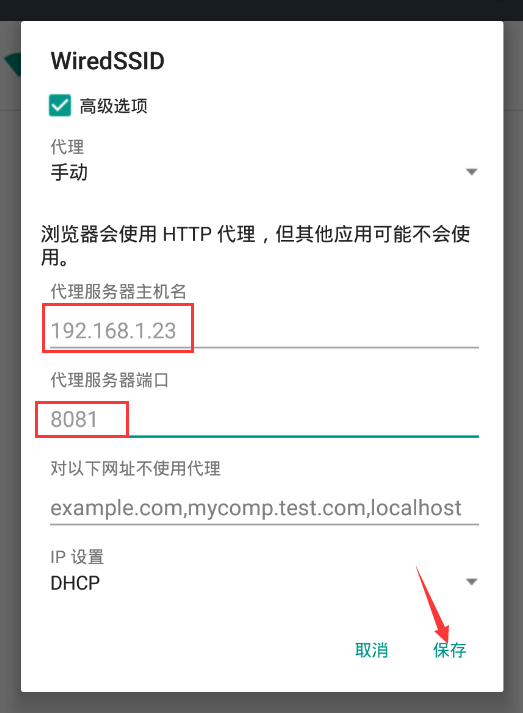 WiredSSID
高级选项
代理
手动
浏览器会使用 HTTP 代理，但其他应用可能不会使
用。
代理服务器主机名
192.168.1.23
代理服务器端口
8081
对以下网址不使用代理
example.com,mycomp.test.com,localhost
IP 设置
DHCP
取消 保存